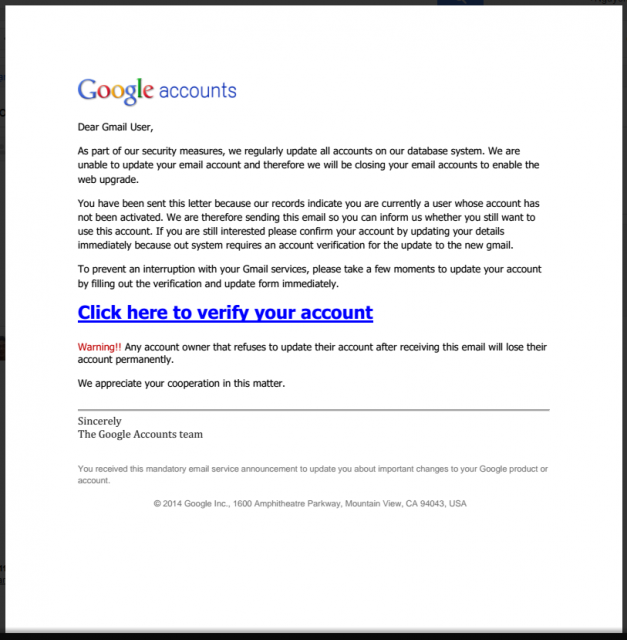 Google accounts
Dear Gmail User,
As part of our security measures, we regularly update all accounts on our database system. We are
unable to update your email account and therefore we will be closing your email accounts to enable the
web upgrade.
You have been sent this letter because our records indicate you are currently a user whose account has
not been activated. We are therefore sending this email so you can inform us whether you still want to
use this account. If you are still interested please confirm your account by updating your details
immediately because out system requires an account verification for the update to the new gmail.
To prevent an interruption with your Gmail services, please take a few moments to update your account
by filling out the verification and update form immediately.
Click here to verify your account
Warning!! Any account owner that refuses to update their account after receiving this email will lose their
account permanently.
We appreciate your cooperation in this matter.
Sincerely
The Google Accounts team
You received this mandatory email service announcement to update you about important changes to your Google product or
account.
© 2014 Google Inc., 1600 Amphitheatre Parkway, Mountain View, CA 94043, USA